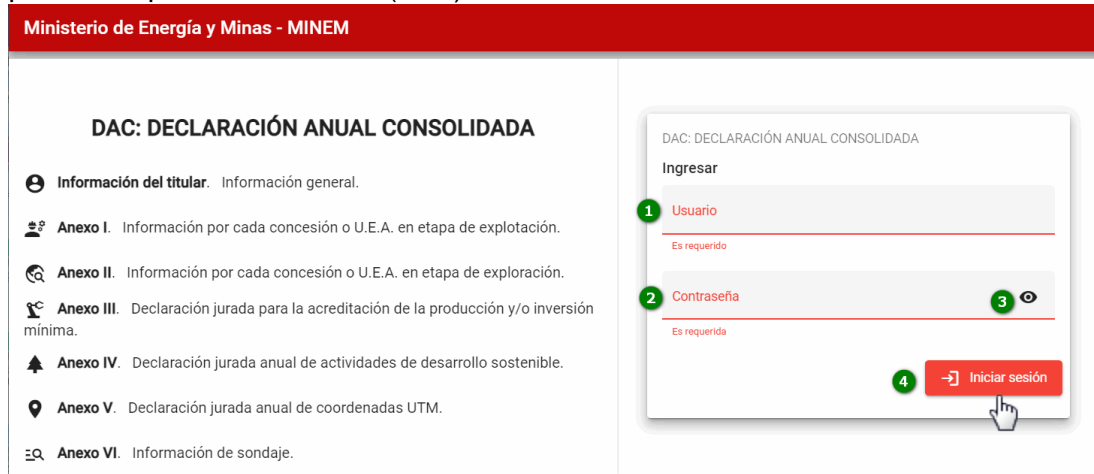 Ministerio de Energía y Minas - MINEM
DAC: DECLARACIÓN ANUAL CONSOLIDADA
Información del titular. Información general.
Anexo I. Información por cada concesión o U.E.A. en etapa de explotación.
Anexo II. Información por cada concesión o U.E.A. en etapa de exploración.
Anexo III. Declaración jurada para la acreditación de la producción y/o inversión
mínima.
Anexo IV. Declaración jurada anual de actividades de desarrollo sostenible.
Anexo V. Declaración jurada anual de coordenadas UTM.
Anexo VI. Información de sondaje.
DAC: DECLARACIÓN ANUAL CONSOLIDADA
Ingresar
1 Usuario
Es requerido
2 Contraseña 3
Es requerida
4 Iniciar sesión